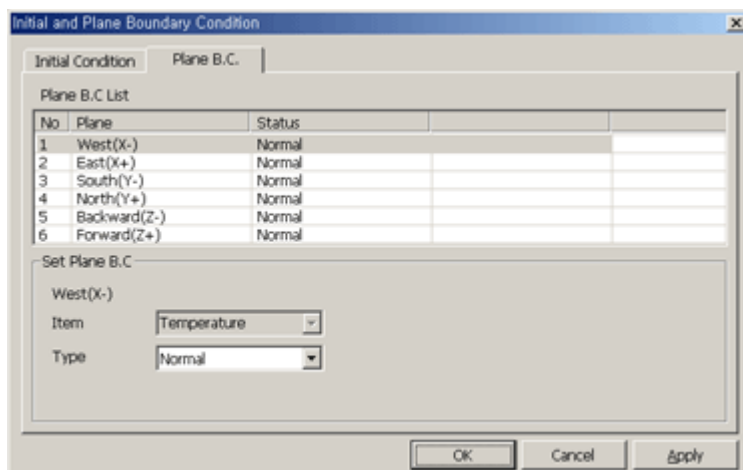 Initial and Plane Boundary Condition
Initial Condition Plane B.C.
Plane B.C List
No Plane Status
1 West(X-) Normal
2 East(X+) Normal
3 South(Y-) Normal
4 North(Y+) Normal
5 Backward(Z-) Normal
6 Forward(Z+) Normal
Set Plane B.C
West(X-)
Item Temperature
Type Normal
OK Cancel Apply